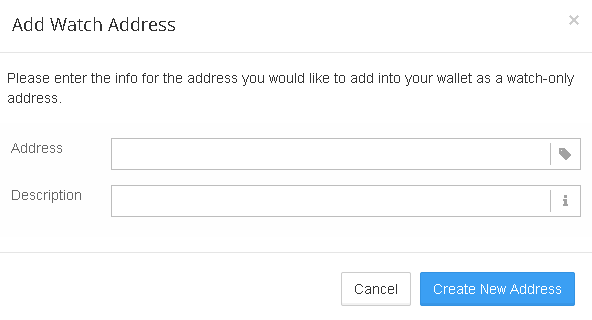 Add Watch Address
×
Please enter the info for the address you would like to add into your wallet as a watch-only
address.
Address
Description
Cancel
Create New Address